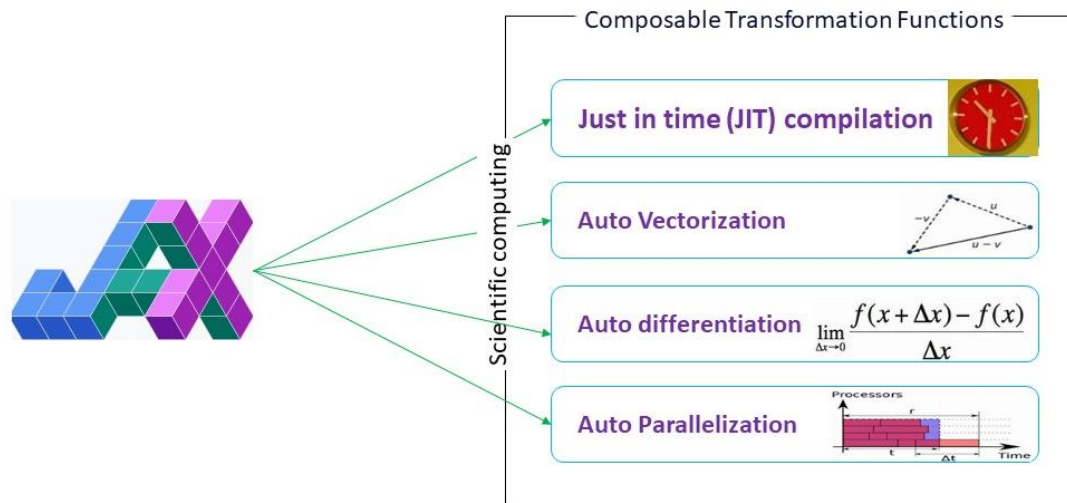 Composable Transformation Functions
Scientific computing
JAX
Just in time (JIT) compilation
Auto Vectorization
-v
u
u - v
Auto differentiation
lim Δx→0 f(x + Δx) − f(x) / Δx
Auto Parallelization
Processors
r
t
Δt
Time